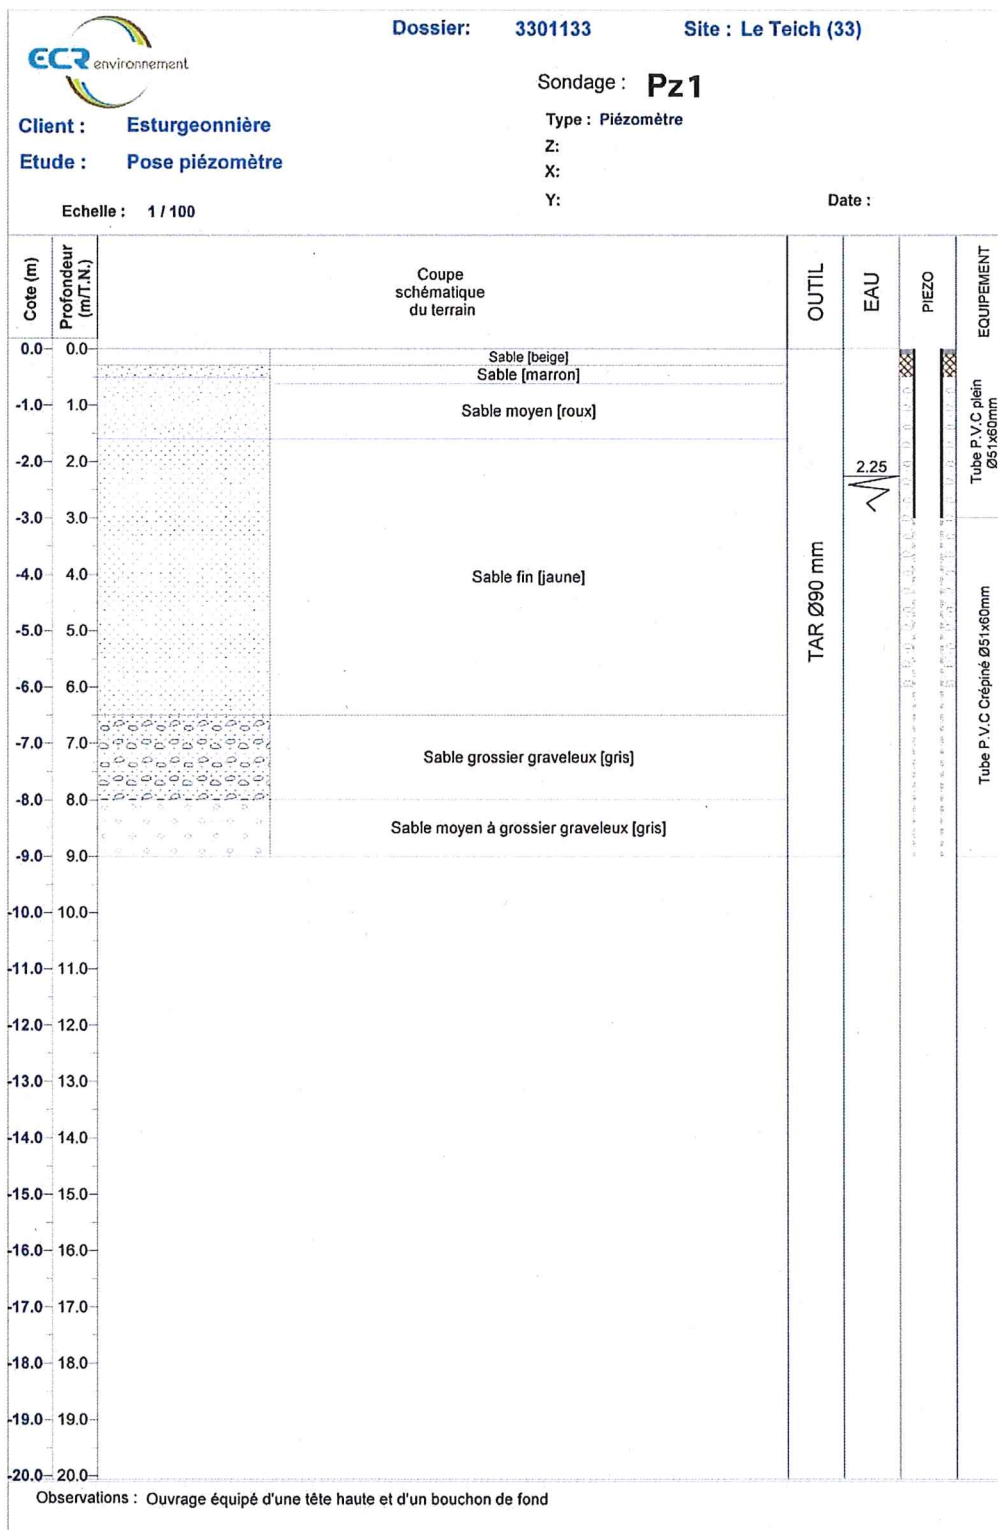 Dossier: 3301133 Site : Le Teich (33)
ECR environnement
Sondage : Pz1
Client : Esturgeonnière
Type : Piézomètre
Etude : Pose piézomètre
Z:
X:
Y:
Date :
Echelle : 1 / 100
Cote (m)
Profondeur (m/T.N.)
Coupe
schématique
du terrain
OUTIL
EAU
PIEZO
EQUIPEMENT
0.0 0.0
Sable [beige]
Sable [marron]
-1.0 1.0
Sable moyen [roux]
-2.0 2.0
2.25
Tube P.V.C plein
Ø51x60mm
-3.0 3.0
-4.0 4.0
Sable fin [jaune]
TAR Ø90 mm
-5.0 5.0
-6.0 6.0
Tube P.V.C Crépiné Ø51x60mm
-7.0 7.0
Sable grossier graveleux [gris]
-8.0 8.0
Sable moyen à grossier graveleux [gris]
-9.0 9.0
-10.0 10.0
-11.0 11.0
-12.0 12.0
-13.0 13.0
-14.0 14.0
-15.0 15.0
-16.0 16.0
-17.0 17.0
-18.0 18.0
-19.0 19.0
-20.0 20.0
Observations : Ouvrage équipé d'une tête haute et d'un bouchon de fond